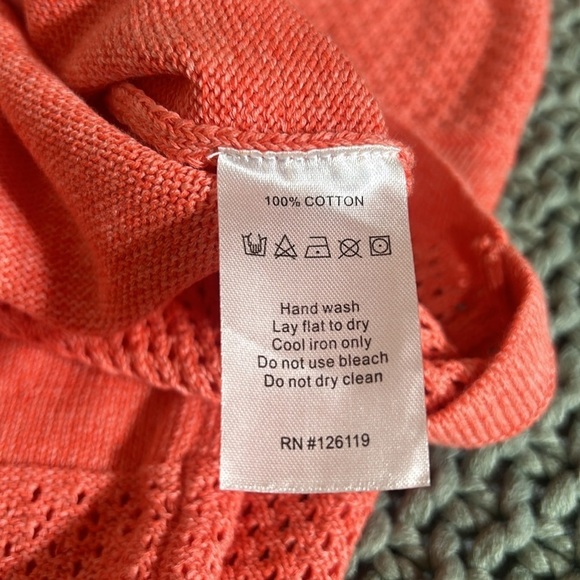 100% COTTON
Hand wash
Lay flat to dry
Cool iron only
Do not use bleach
Do not dry clean
RN #126119